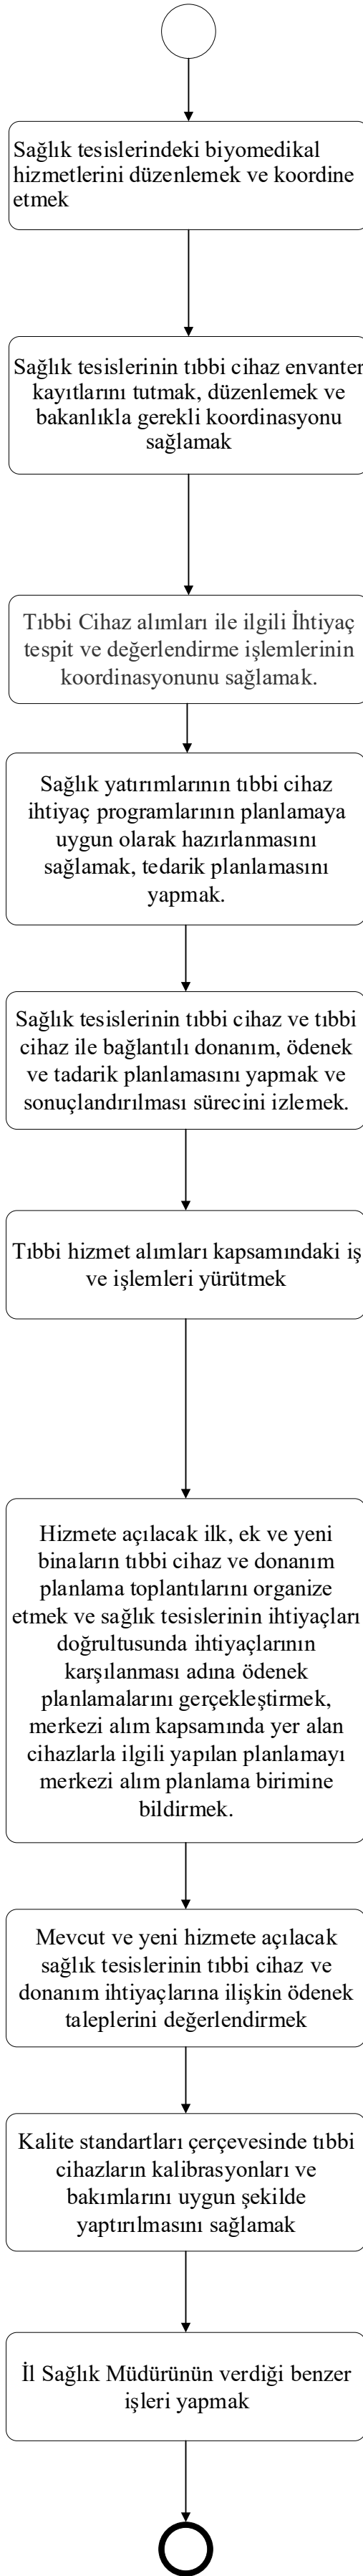 Sağlık tesislerindeki biyomedikal
hizmetlerini düzenlemek ve koordine
etmek
Sağlık tesislerinin tıbbi cihaz envanter
kayıtlarını tutmak, düzenlemek ve
bakanlıkla gerekli koordinasyonu
sağlamak
Tıbbi Cihaz alımları ile ilgili İhtiyaç
tespit ve değerlendirme işlemlerinin
koordinasyonunu sağlamak.
Sağlık yatırımlarının tıbbi cihaz
ihtiyaç programlarının planlamaya
uygun olarak hazırlanmasını
sağlamak, tedarik planlamasını
yapmak.
Sağlık tesislerinin tıbbi cihaz ve tıbbi
cihaz ile bağlantılı donanım, ödenek
ve tadarik planlamasını yapmak ve
sonuçlandırılması sürecini izlemek.
Tıbbi hizmet alımları kapsamındaki iş
ve işlemleri yürütmek
Hizmete açılacak ilk, ek ve yeni
binaların tıbbi cihaz ve donanım
planlama toplantılarını organize
etmek ve sağlık tesislerinin ihtiyaçları
doğrultusunda ihtiyaçlarının
karşılanması adına ödenek
planlamalarını gerçekleştirmek,
merkezi alım kapsamında yer alan
cihazlarla ilgili yapılan planlamayı
merkezi alım planlama birimine
bildirmek.
Mevcut ve yeni hizmete açılacak
sağlık tesislerinin tıbbi cihaz ve
donanım ihtiyaçlarına ilişkin ödenek
taleplerini değerlendirmek
Kalite standartları çerçevesinde tıbbi
cihazların kalibrasyonları ve
bakımlarını uygun şekilde
yaptırılmasını sağlamak
İl Sağlık Müdürünün verdiği benzer
işleri yapmak